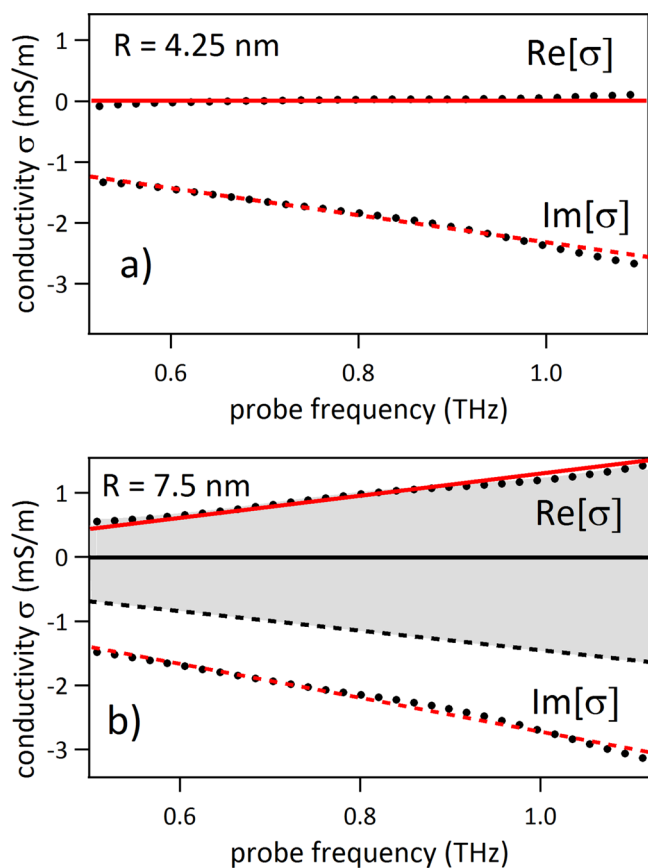 1
R = 4.25 nm
Re[σ]
0
-1
Im[σ]
-2
a)
-3
conductivity σ (mS/m)
0.6 0.8 1.0
probe frequency (THz)
R = 7.5 nm
1
Re[σ]
0
-1
-2
b)
Im[σ]
-3
conductivity σ (mS/m)
0.6 0.8 1.0
probe frequency (THz)